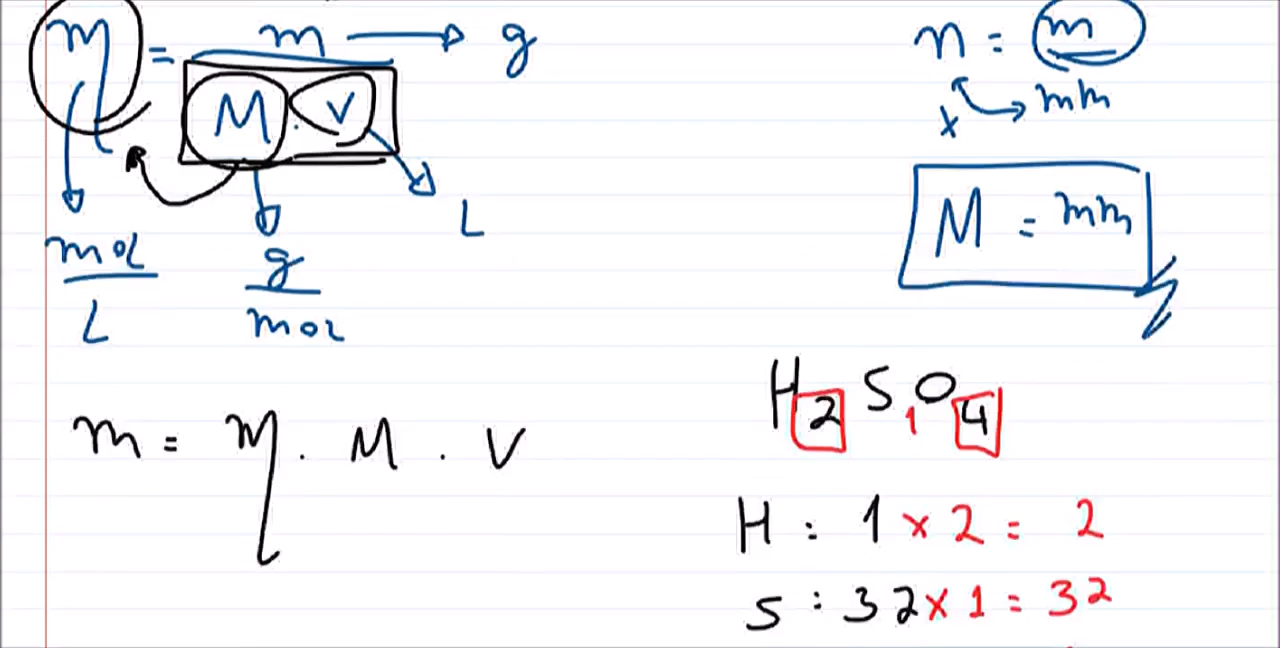 m = m → g
M . V
L
mol g
L mol
m = m . M . V
n = m
x mm
M = mm
H2 S1 O4
H : 1 x 2 = 2
S : 32 x 1 = 32